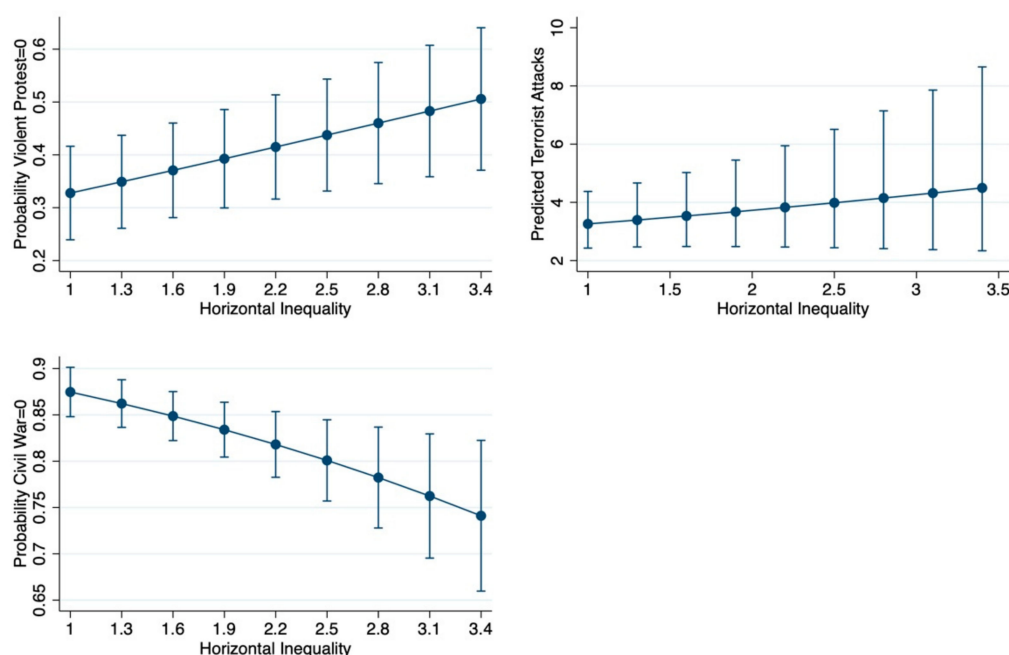 Probability Violent Protest=0
0.6
0.5
0.4
0.3
0.2
1 1.3 1.6 1.9 2.2 2.5 2.8 3.1 3.4
Horizontal Inequality
Predicted Terrorist Attacks
10
8
6
4
2
1 1.5 2 2.5 3 3.5
Horizontal Inequality
Probability Civil War=0
0.9
0.85
0.8
0.75
0.7
0.65
1 1.3 1.6 1.9 2.2 2.5 2.8 3.1 3.4
Horizontal Inequality